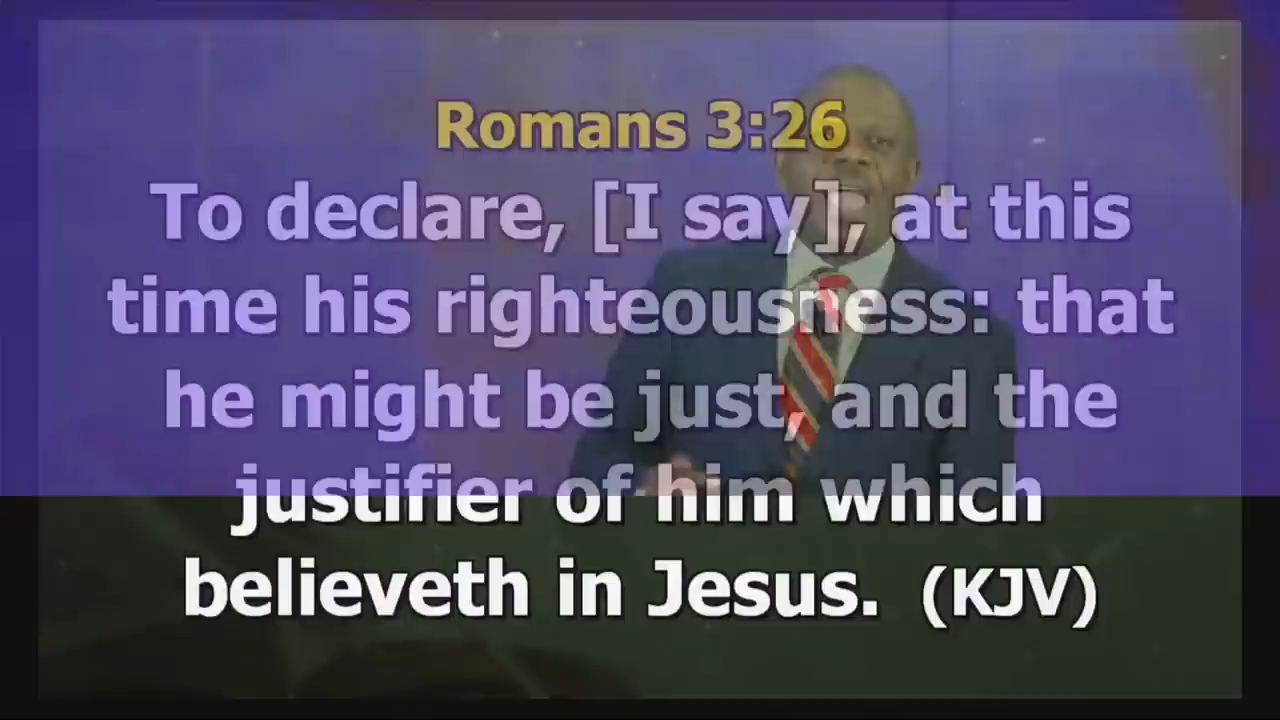 Romans 3:26
To declare, [I say], at this
time his righteousness: that
he might be just, and the
justifier of him which
believeth in Jesus. (KJV)